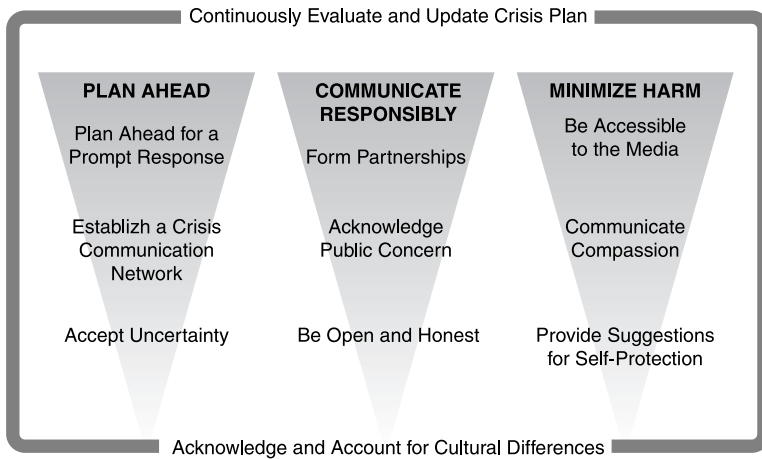 Continuously Evaluate and Update Crisis Plan
PLAN AHEAD
Plan Ahead for a
Prompt Response
Establizh a Crisis
Communication
Network
Accept Uncertainty
COMMUNICATE
RESPONSIBLY
Form Partnerships
Acknowledge
Public Concern
Be Open and Honest
MINIMIZE HARM
Be Accessible
to the Media
Communicate
Compassion
Provide Suggestions
for Self-Protection
Acknowledge and Account for Cultural Differences